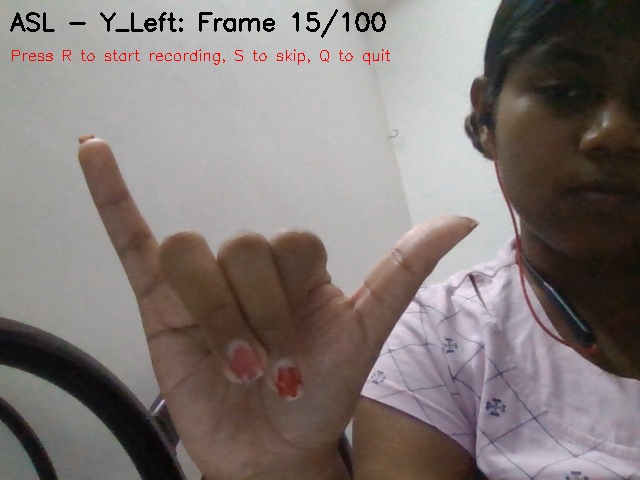 ASL - Y_Left: Frame 15/100
Press R to start recording, S to skip, Q to quit